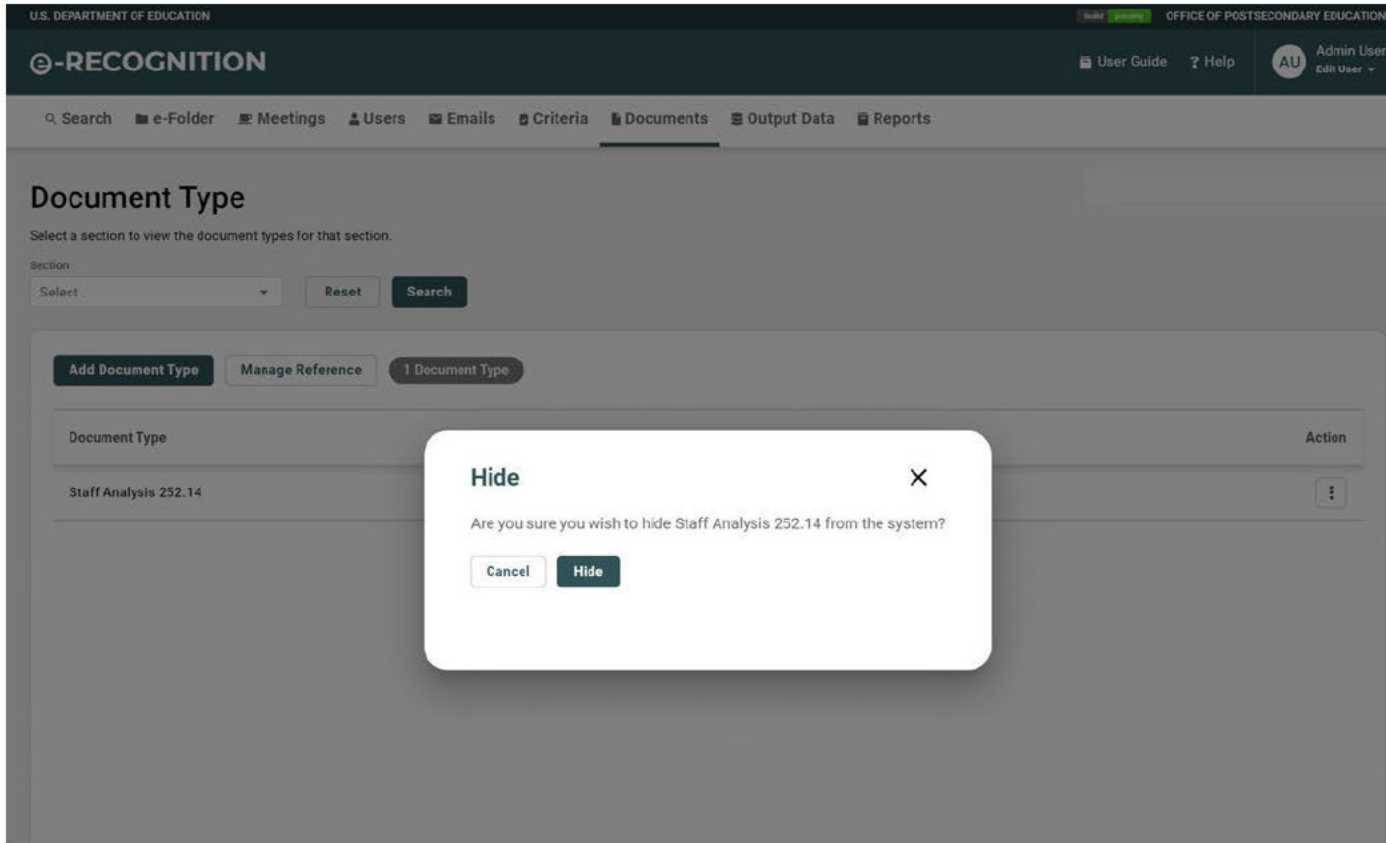 U.S. DEPARTMENT OF EDUCATION
build passing OFFICE OF POSTSECONDARY EDUCATION
e-RECOGNITION
User Guide ? Help AU Admin User
Edit User
Search e-Folder Meetings Users Emails Criteria Documents Output Data Reports
Document Type
Select a section to view the document types for that section.
Section
Select Reset Search
Add Document Type Manage Reference 1 Document Type
Document Type Action
Staff Analysis 252.14
Hide
Are you sure you wish to hide Staff Analysis 252.14 from the system?
Cancel Hide